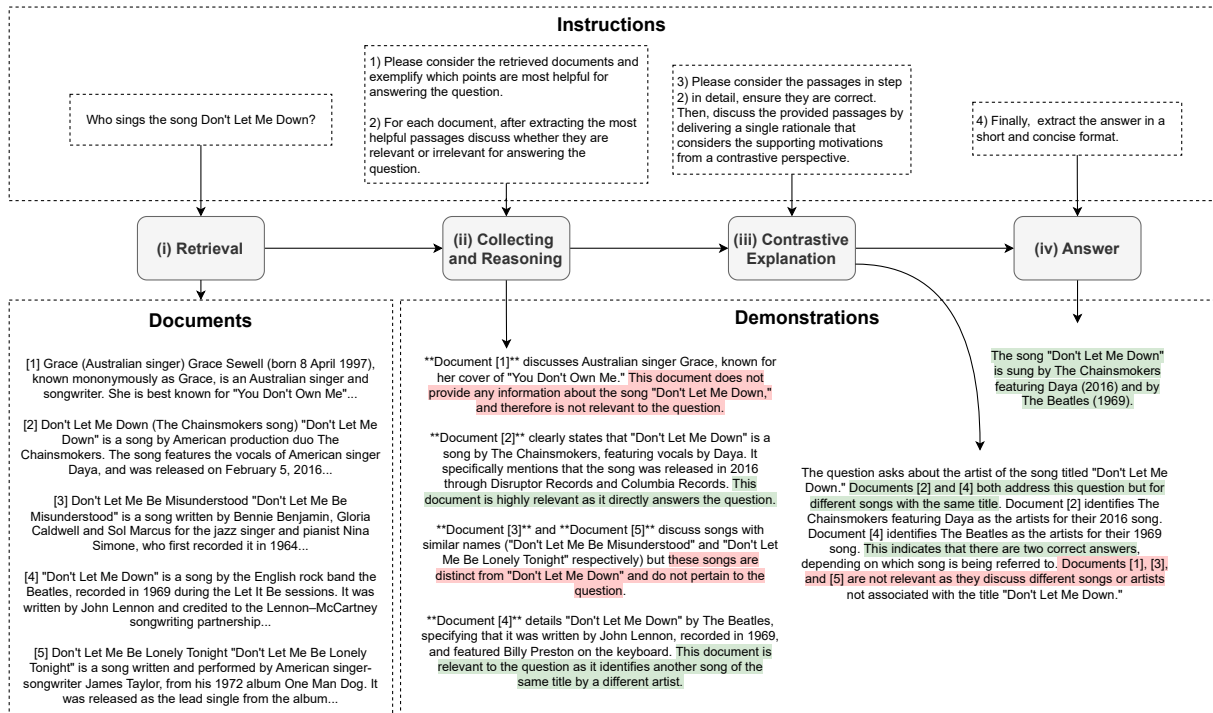 Instructions
Who sings the song Don't Let Me Down?
1) Please consider the retrieved documents and
exemplify which points are most helpful for
answering the question.
2) For each document, after extracting the most
helpful passages discuss whether they are
relevant or irrelevant for answering the
question.
3) Please consider the passages in step
2) in detail, ensure they are correct.
Then, discuss the provided passages by
delivering a single rationale that
considers the supporting motivations
from a contrastive perspective.
4) Finally,  extract the answer in a
short and concise format.
(i) Retrieval
(ii) Collecting
and Reasoning
(iii) Contrastive
Explanation
(iv) Answer
Documents
[1] Grace (Australian singer) Grace Sewell (born 8 April 1997),
known mononymously as Grace, is an Australian singer and
songwriter. She is best known for "You Don't Own Me"...
[2] Don't Let Me Down (The Chainsmokers song) "Don't Let Me
Down" is a song by American production duo The
Chainsmokers. The song features the vocals of American singer
Daya, and was released on February 5, 2016...
[3] Don't Let Me Be Misunderstood "Don't Let Me Be
Misunderstood" is a song written by Bennie Benjamin, Gloria
Caldwell and Sol Marcus for the jazz singer and pianist Nina
Simone, who first recorded it in 1964...
[4] "Don't Let Me Down" is a song by the English rock band the
Beatles, recorded in 1969 during the Let It Be sessions. It was
written by John Lennon and credited to the Lennon–McCartney
songwriting partnership...
[5] Don't Let Me Be Lonely Tonight "Don't Let Me Be Lonely
Tonight" is a song written and performed by American singer-
songwriter James Taylor, from his 1972 album One Man Dog. It
was released as the lead single from the album...
Demonstrations
**Document [1]** discusses Australian singer Grace, known for
her cover of "You Don't Own Me." This document does not
provide any information about the song "Don't Let Me Down,"
and therefore is not relevant to the question.
**Document [2]** clearly states that "Don't Let Me Down" is a
song by The Chainsmokers, featuring vocals by Daya. It
specifically mentions that the song was released in 2016
through Disruptor Records and Columbia Records. This
document is highly relevant as it directly answers the question.
**Document [3]** and **Document [5]** discuss songs with
similar names ("Don't Let Me Be Misunderstood" and "Don't Let
Me Be Lonely Tonight" respectively) but these songs are
distinct from "Don't Let Me Down" and do not pertain to the
question.
**Document [4]** details "Don't Let Me Down" by The Beatles,
specifying that it was written by John Lennon, recorded in 1969,
and featured Billy Preston on the keyboard. This document is
relevant to the question as it identifies another song of the
same title by a different artist.
The question asks about the artist of the song titled "Don't Let Me
Down." Documents [2] and [4] both address this question but for
different songs with the same title. Document [2] identifies The
Chainsmokers featuring Daya as the artists for their 2016 song.
Document [4] identifies The Beatles as the artists for their 1969
song. This indicates that there are two correct answers,
depending on which song is being referred to. Documents [1], [3],
and [5] are not relevant as they discuss different songs or artists
not associated with the title "Don't Let Me Down."
The song "Don't Let Me Down"
is sung by The Chainsmokers
featuring Daya (2016) and by
The Beatles (1969).